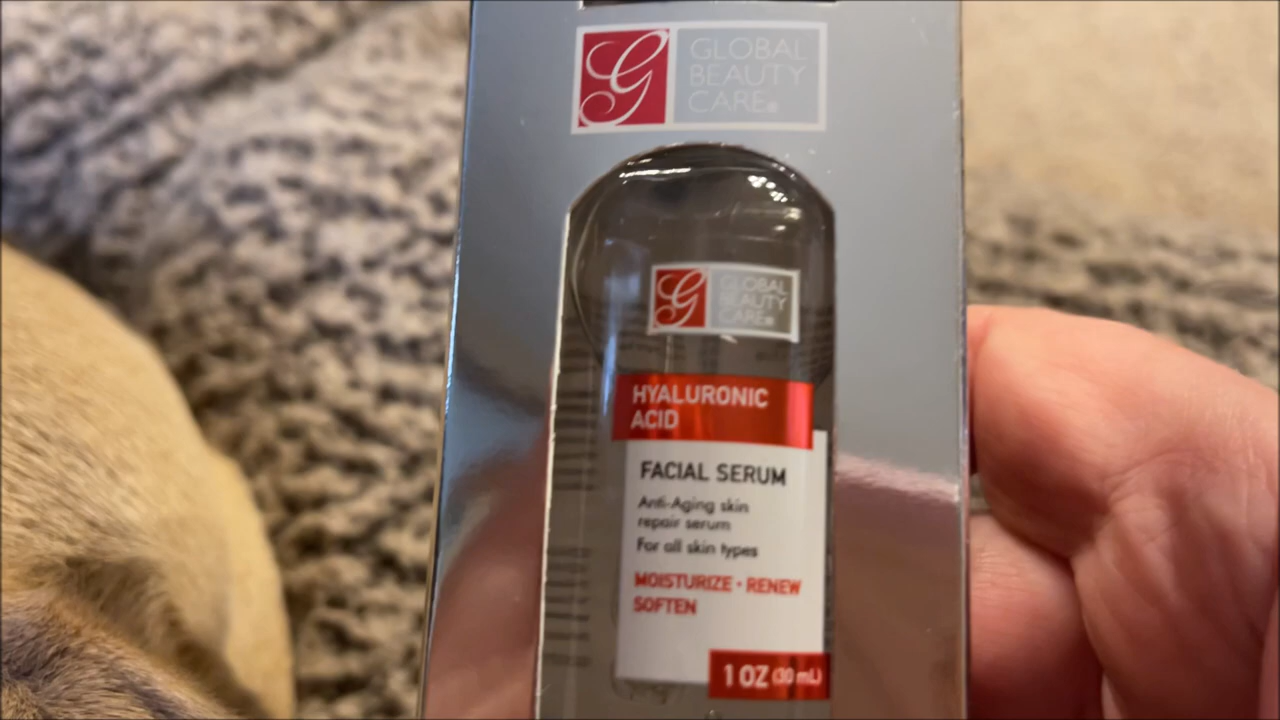 GLOBAL
BEAUTY
CARE®
GLOBAL
BEAUTY
CARE®
HYALURONIC
ACID
FACIAL SERUM
Anti-Aging skin
repair serum
For all skin types
MOISTURIZE • RENEW
SOFTEN
1 OZ (30 mL)